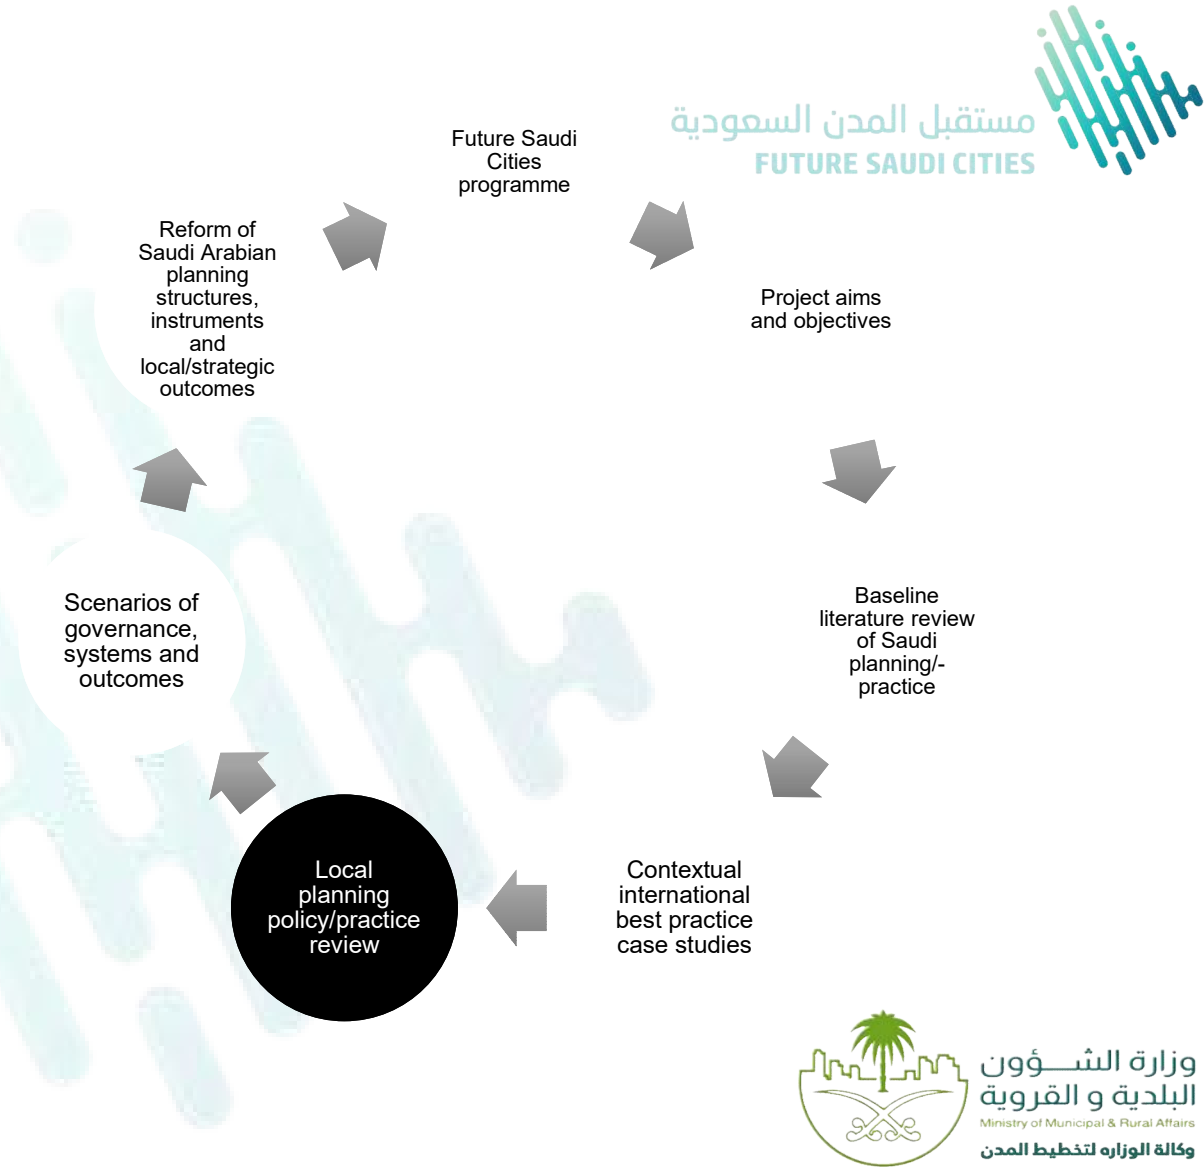 مستقبل المدن السعودية
FUTURE SAUDI CITIES
Future Saudi
Cities
programme
Project aims
and objectives
Baseline
literature review
of Saudi
planning/-
practice
Contextual
international
best practice
case studies
Local
planning
policy/practice
review
Scenarios of
governance,
systems and
outcomes
Reform of
Saudi Arabian
planning
structures,
instruments
and
local/strategic
outcomes
وزارة الشـــؤون
البلدية و القروية
Ministry of Municipal & Rural Affairs
وكالة الوزاره لتخطيط المدن